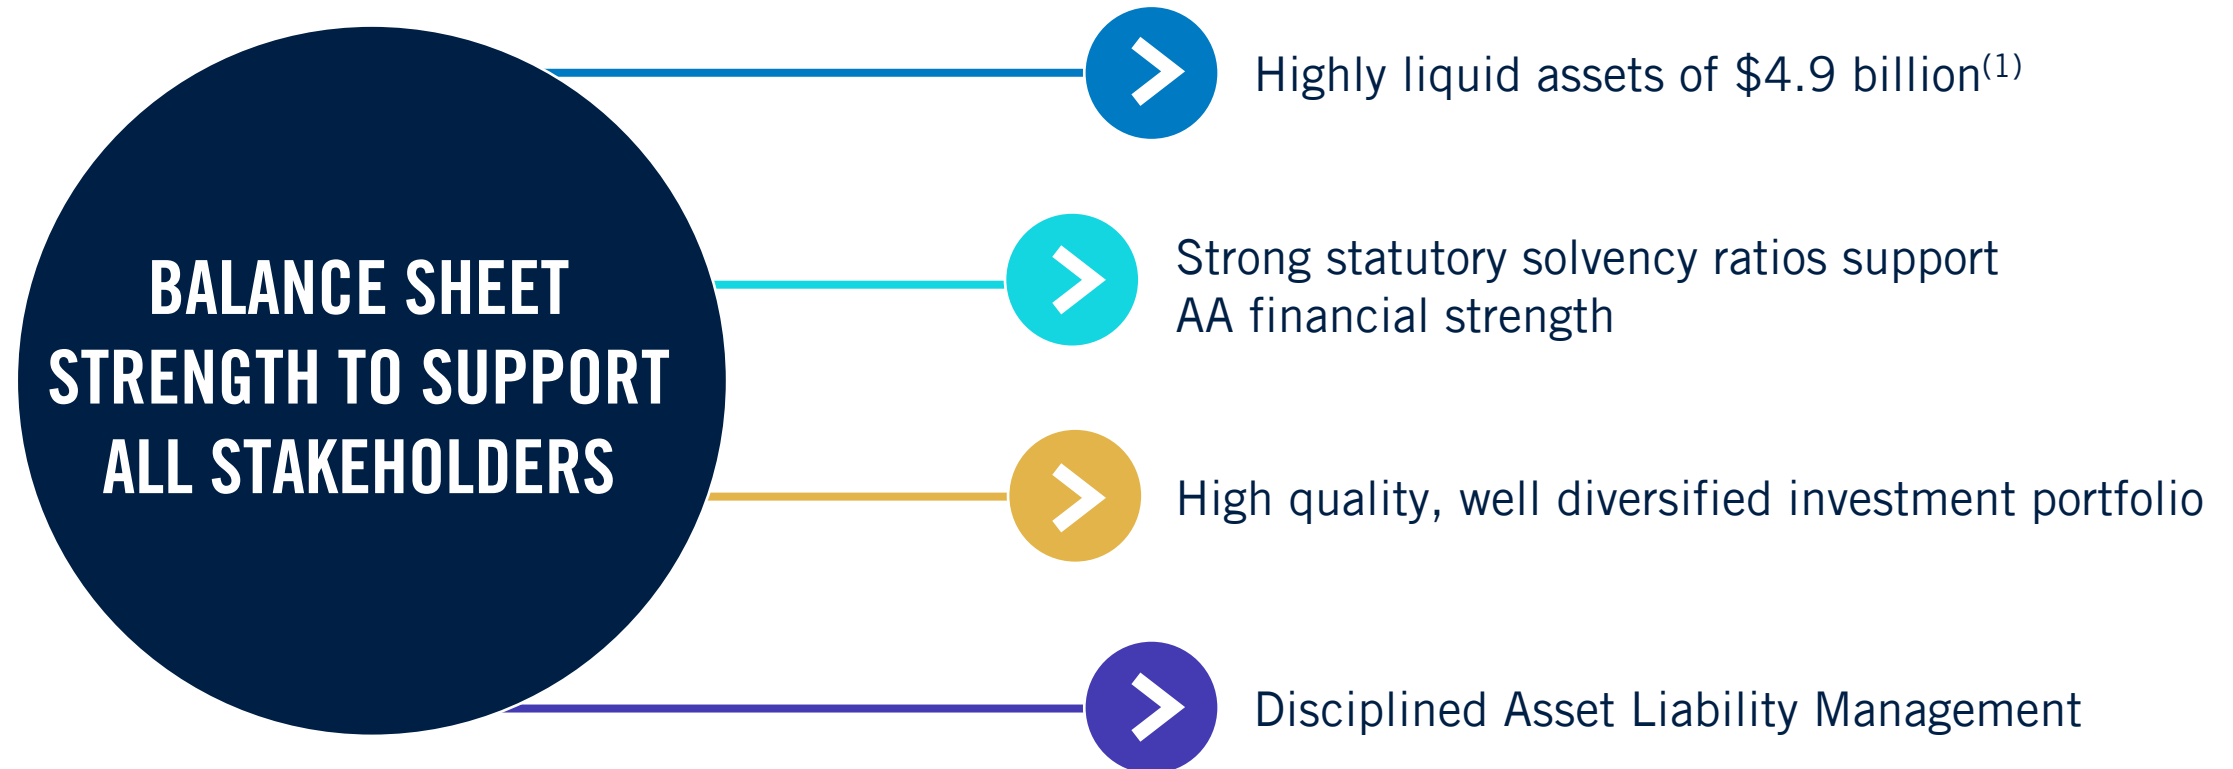 BALANCE SHEET
STRENGTH TO SUPPORT
ALL STAKEHOLDERS
Highly liquid assets of $4.9 billion(1)
Strong statutory solvency ratios support
AA financial strength
High quality, well diversified investment portfolio
Disciplined Asset Liability Management